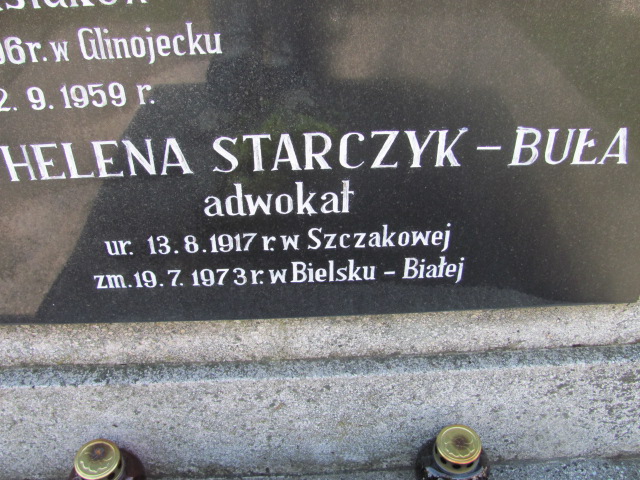 06r. w Glinojecku
2. 9. 1959 r.
HELENA STARCZYK – BUŁA
adwokat
ur. 13. 8. 1917 r. w Szczakowej
zm. 19. 7. 1973 r. w Bielsku – Białej